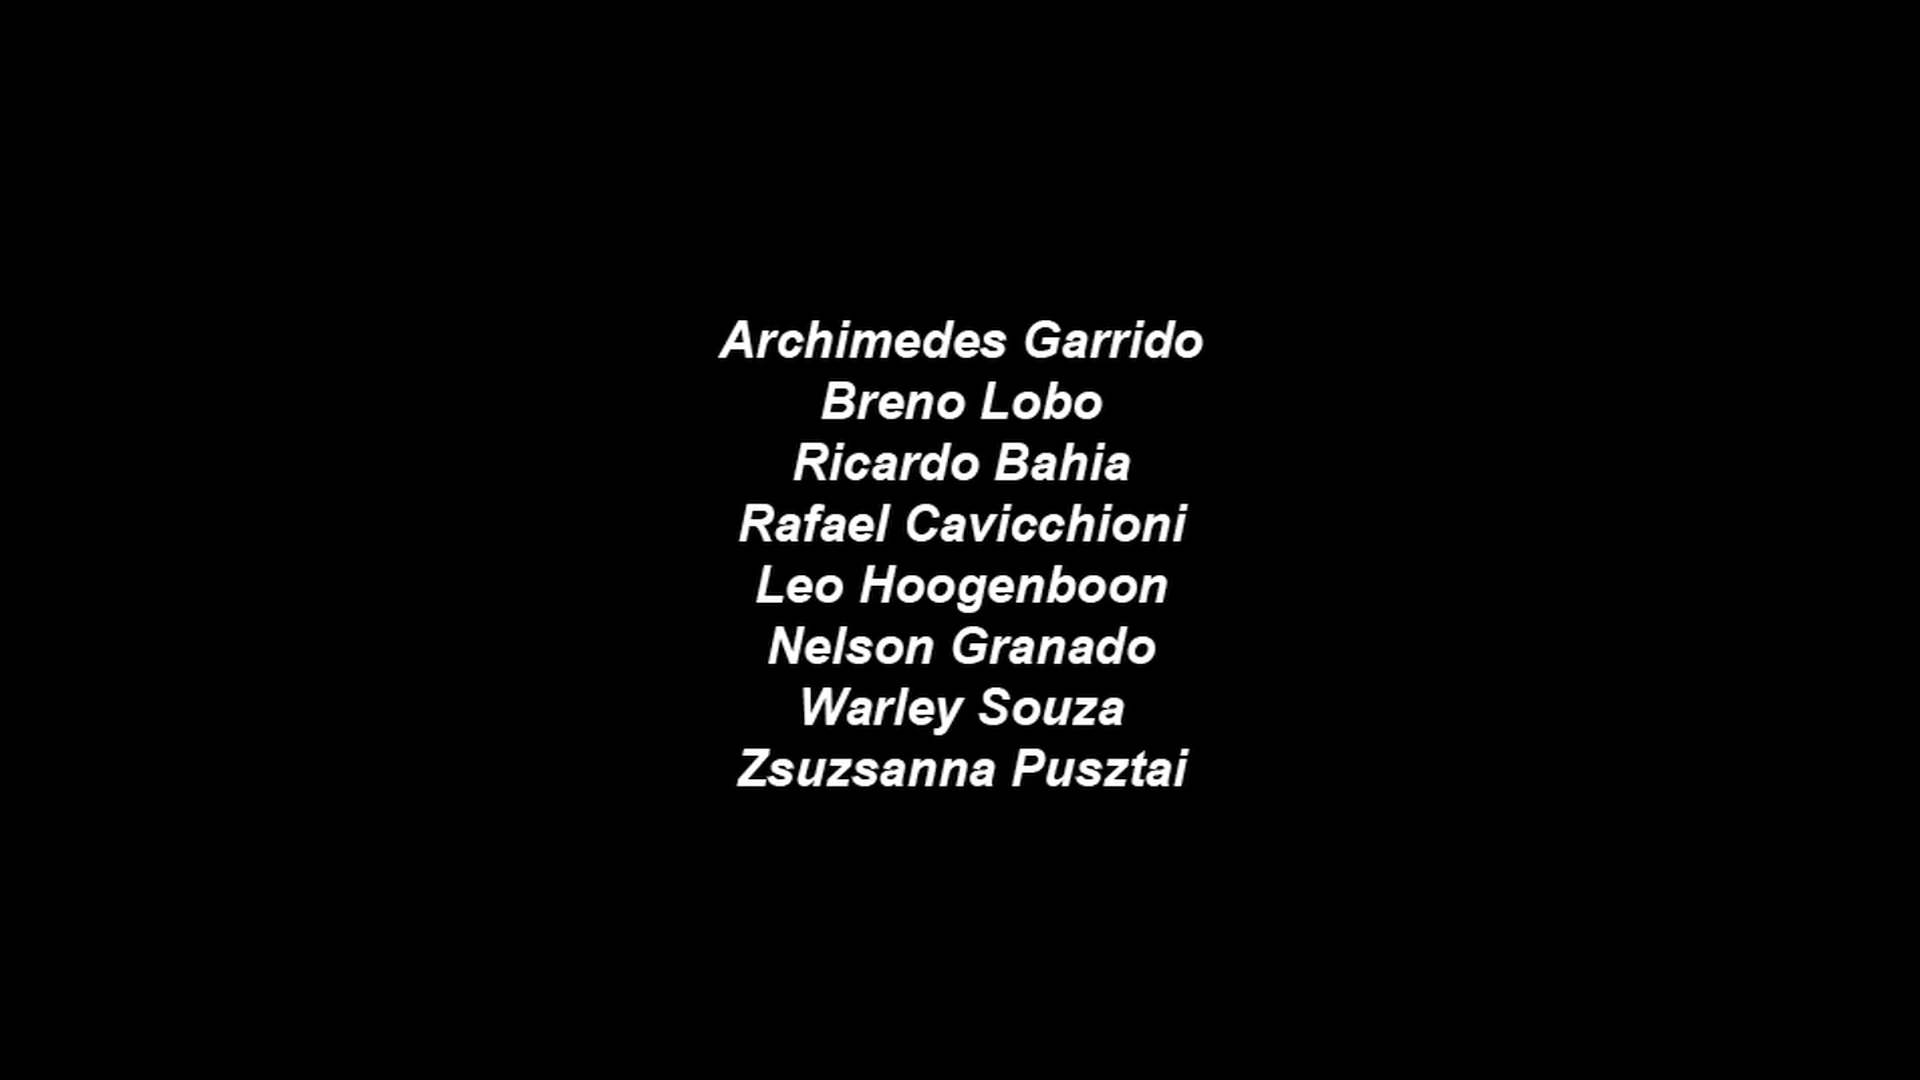 Archimedes Garrido
Breno Lobo
Ricardo Bahia
Rafael Cavicchioni
Leo Hoogenboon
Nelson Granado
Warley Souza
Zsuzsanna Pusztai